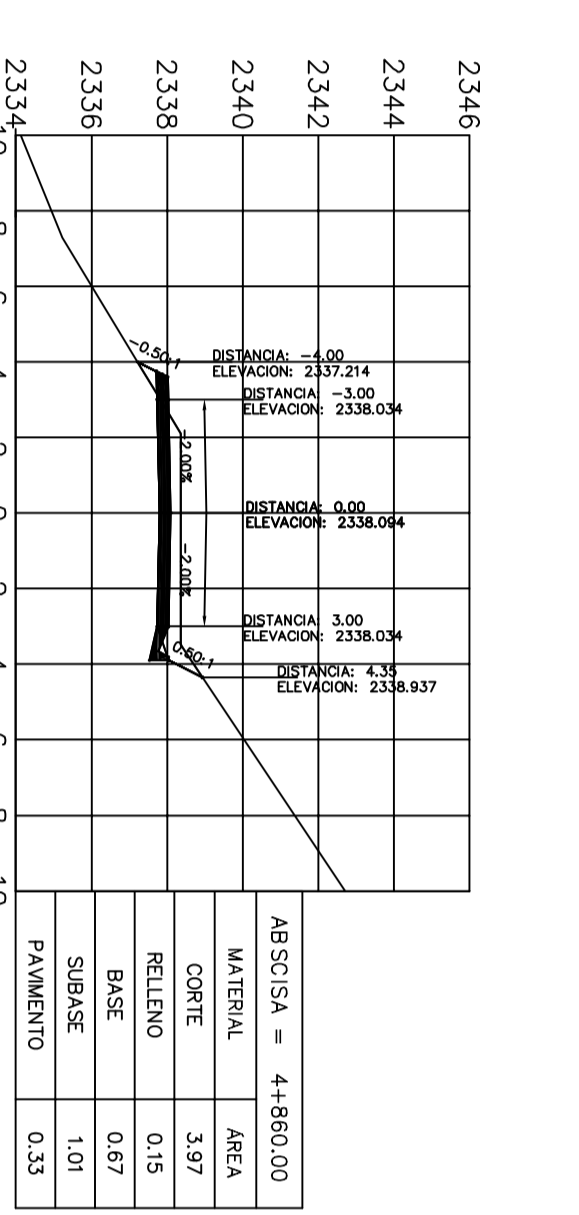 2346
2344
2342
2340
2338
2336
2334
-0.50:1
DISTANCIA: -4.00
ELEVACION: 2337.214
DISTANCIA: -3.00
ELEVACION: 2338.034
-2.00%
DISTANCIA: 0.00
ELEVACION: 2338.094
-2.00%
DISTANCIA: 3.00
ELEVACION: 2338.034
0.50:1
DISTANCIA: 4.35
ELEVACION: 2338.937
ABSCISA = 4+860.00
MATERIAL ÁREA
CORTE 3.97
RELLENO 0.15
BASE 0.67
SUBASE 1.01
PAVIMENTO 0.33